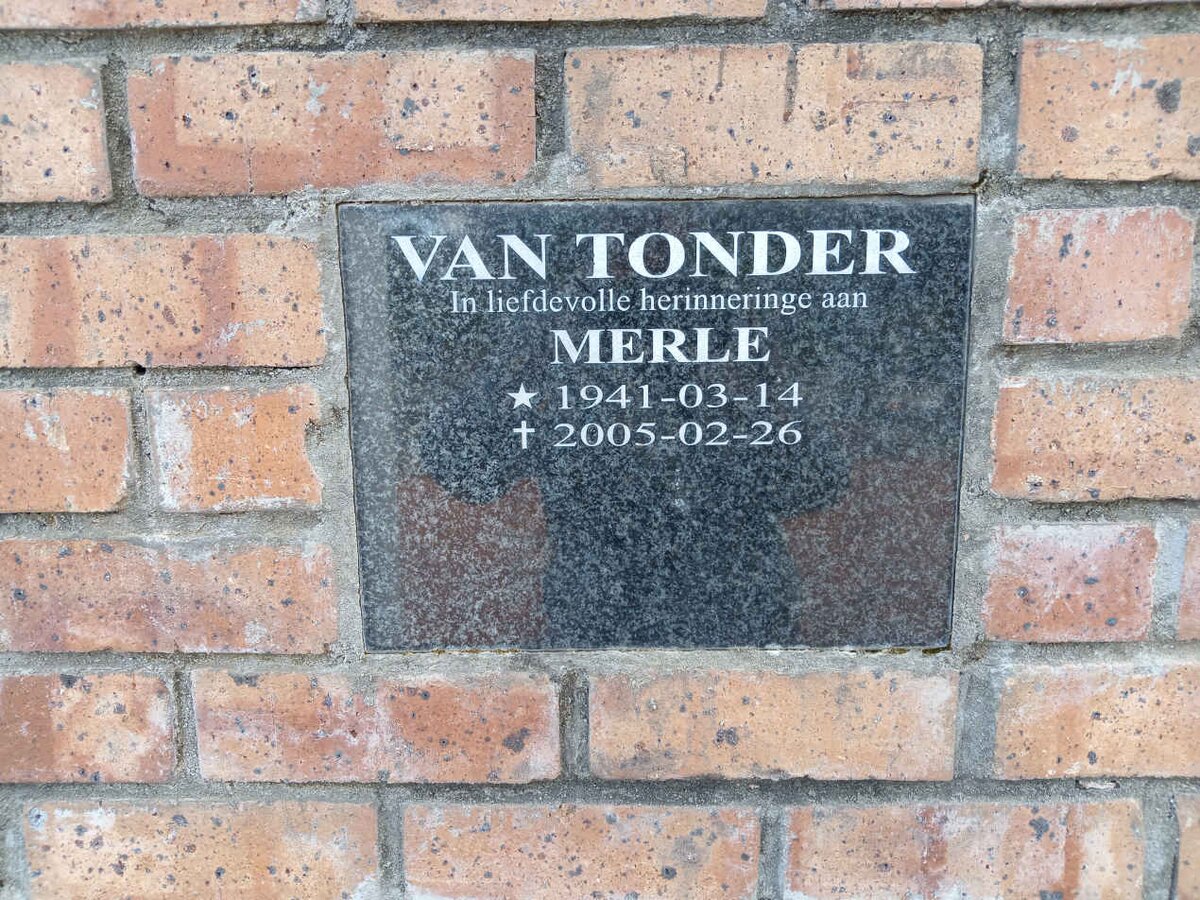 VAN TONDER
In liefdevolle herinneringe aan
MERLE
★ 1941-03-14
✝ 2005-02-26